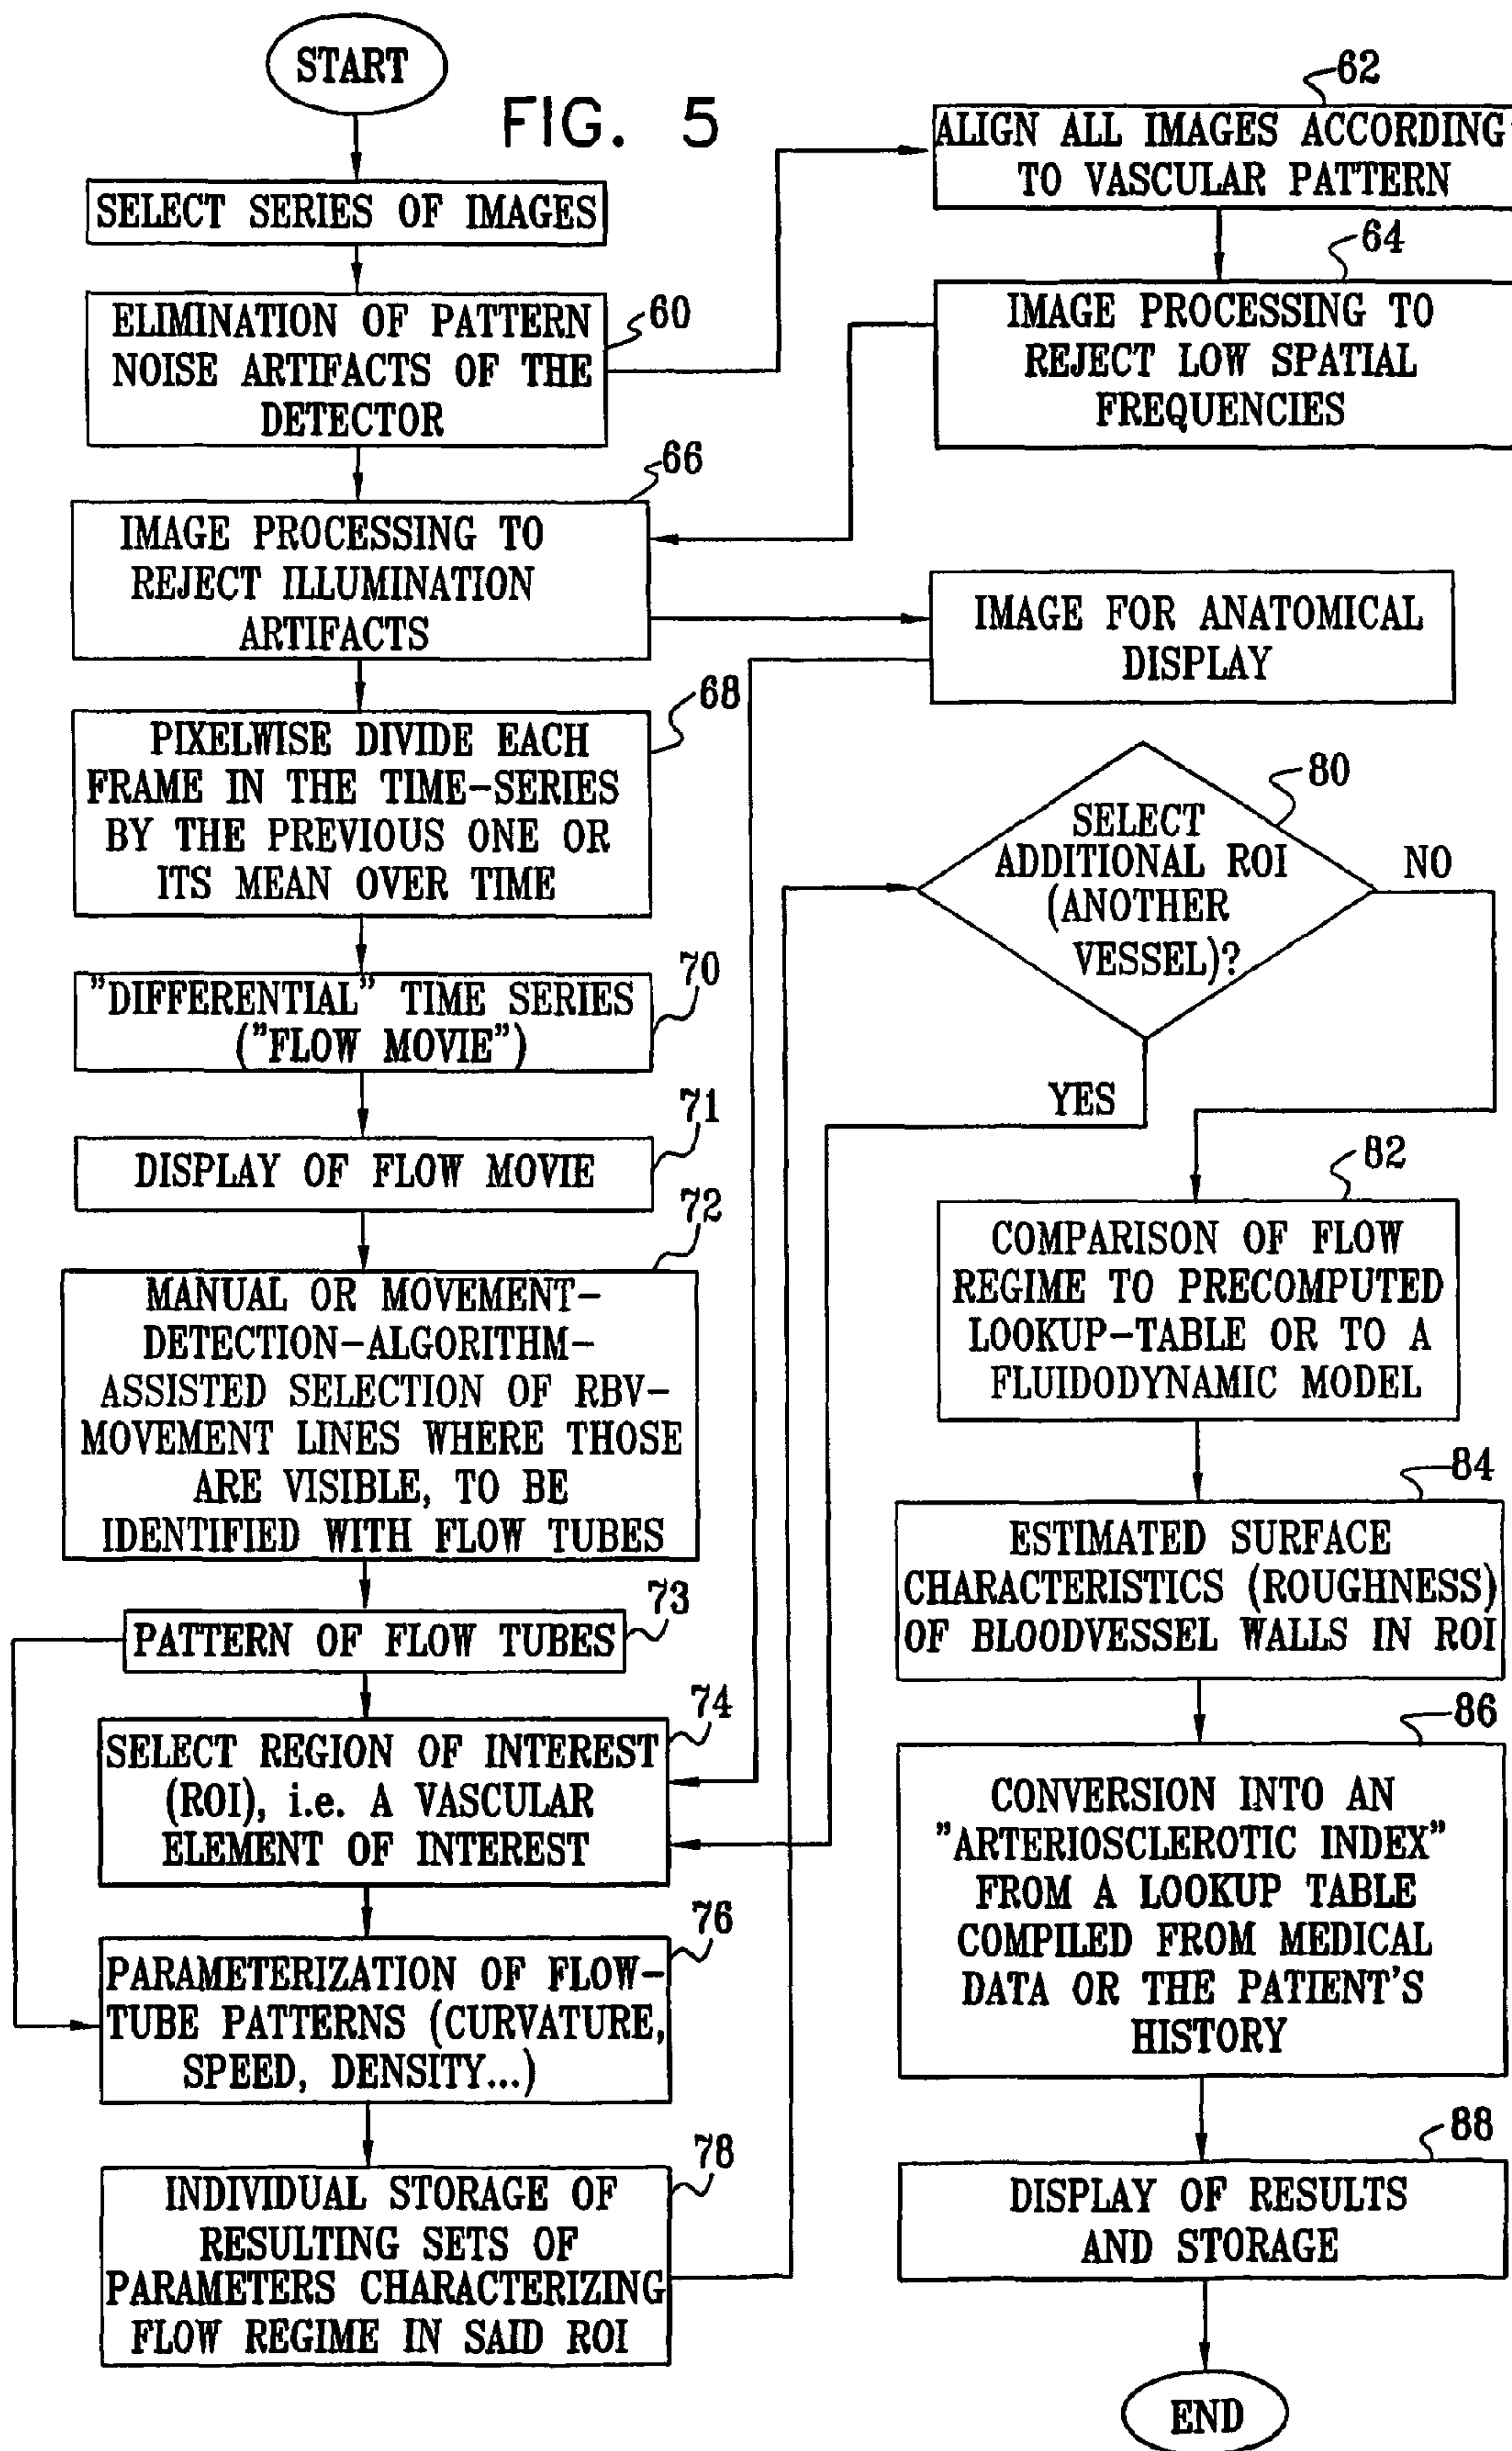 START
FIG. 5
SELECT SERIES OF IMAGES
ELIMINATION OF PATTERN
NOISE ARTIFACTS OF THE
DETECTOR
60
62
ALIGN ALL IMAGES ACCORDING
TO VASCULAR PATTERN
64
IMAGE PROCESSING TO
REJECT LOW SPATIAL
FREQUENCIES
66
IMAGE PROCESSING TO
REJECT ILLUMINATION
ARTIFACTS
IMAGE FOR ANATOMICAL
DISPLAY
68
PIXELWISE DIVIDE EACH
FRAME IN THE TIME-SERIES
BY THE PREVIOUS ONE OR
ITS MEAN OVER TIME
70
"DIFFERENTIAL" TIME SERIES
("FLOW MOVIE")
71
DISPLAY OF FLOW MOVIE
72
MANUAL OR MOVEMENT-
DETECTION-ALGORITHM-
ASSISTED SELECTION OF RBV-
MOVEMENT LINES WHERE THOSE
ARE VISIBLE, TO BE
IDENTIFIED WITH FLOW TUBES
73
PATTERN OF FLOW TUBES
74
SELECT REGION OF INTEREST
(ROI), i.e. A VASCULAR
ELEMENT OF INTEREST
76
PARAMETERIZATION OF FLOW-
TUBE PATTERNS (CURVATURE,
SPEED, DENSITY...)
78
INDIVIDUAL STORAGE OF
RESULTING SETS OF
PARAMETERS CHARACTERIZING
FLOW REGIME IN SAID ROI
80
SELECT
ADDITIONAL ROI
(ANOTHER
VESSEL)?
NO
YES
82
COMPARISON OF FLOW
REGIME TO PRECOMPUTED
LOOKUP-TABLE OR TO A
FLUIDODYNAMIC MODEL
84
ESTIMATED SURFACE
CHARACTERISTICS (ROUGHNESS)
OF BLOODVESSEL WALLS IN ROI
86
CONVERSION INTO AN
"ARTERIOSCLEROTIC INDEX"
FROM A LOOKUP TABLE
COMPILED FROM MEDICAL
DATA OR THE PATIENT'S
HISTORY
88
DISPLAY OF RESULTS
AND STORAGE
END